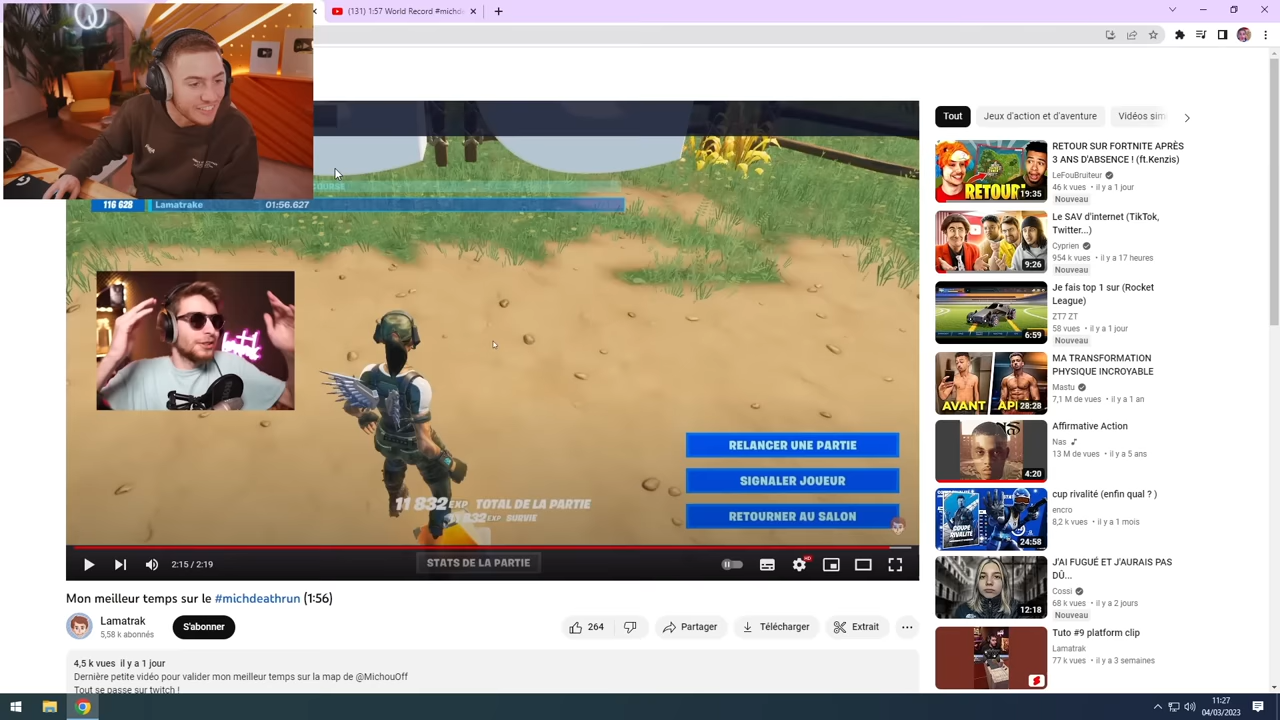 (131) 1:57 World Record #michde
Tout
Jeux d'action et d'aventure
Vidéos sim
116 628 Lamatrake 01:56.627
RELANCER UNE PARTIE
SIGNALER JOUEUR
RETOURNER AU SALON
11 832 EXP TOTAL DE LA PARTIE
11 832 EXP SURVIE
STATS DE LA PARTIE
2:15 / 2:19
HD
Mon meilleur temps sur le #michdeathrun (1:56)
Lamatrak
5,58 k abonnés
S'abonner
264
Partager
Télécharger
Extrait
4,5 k vues il y a 1 jour
Dernière petite vidéo pour valider mon meilleur temps sur la map de @MichouOff
Tout se passe sur twitch !
RETOUR
19:35
RETOUR SUR FORTNITE APRÈS
3 ANS D'ABSENCE ! (ft.Kenzis)
LeFouBruiteur
46 k vues • il y a 1 jour
Nouveau
9:26
Le SAV d'internet (TikTok,
Twitter...)
Cyprien
954 k vues • il y a 17 heures
Nouveau
6:59
Je fais top 1 sur (Rocket
League)
ZT7 ZT
58 vues • il y a 1 jour
Nouveau
AVANT
28:28
MA TRANSFORMATION
PHYSIQUE INCROYABLE
Mastu
7,1 M de vues • il y a 1 an
4:20
Affirmative Action
Nas
13 M de vues • il y a 5 ans
COUPE
RIVALITÉ
24:58
cup rivalité (enfin qual ? )
encro
8,2 k vues • il y a 1 mois
12:18
J'AI FUGUÉ ET J'AURAIS PAS
DÛ...
Cossi
68 k vues • il y a 2 jours
Nouveau
Tuto #9 platform clip
Lamatrak
77 k vues • il y a 3 semaines
11:27
04/03/2023